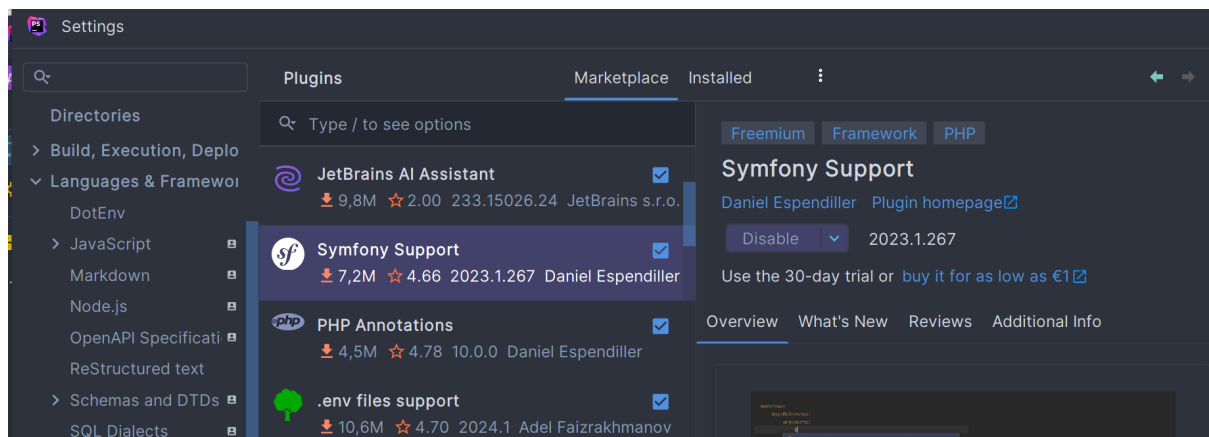 PS
Settings
Plugins
Marketplace
Installed
Directories
Build, Execution, Deplo
Languages & Framewor
DotEnv
JavaScript
Markdown
Node.js
OpenAPI Specificati
ReStructured text
Schemas and DTDs
SQL Dialects
Type / to see options
JetBrains AI Assistant
9,8M 2.00 233.15026.24 JetBrains s.r.o.
Symfony Support
7,2M 4.66 2023.1.267 Daniel Espendiller
php
PHP Annotations
4,5M 4.78 10.0.0 Daniel Espendiller
.env files support
10,6M 4.70 2024.1 Adel Faizrakhmanov
Freemium Framework PHP
Symfony Support
Daniel Espendiller Plugin homepage
Disable 2023.1.267
Use the 30-day trial or buy it for as low as €1
Overview What's New Reviews Additional Info